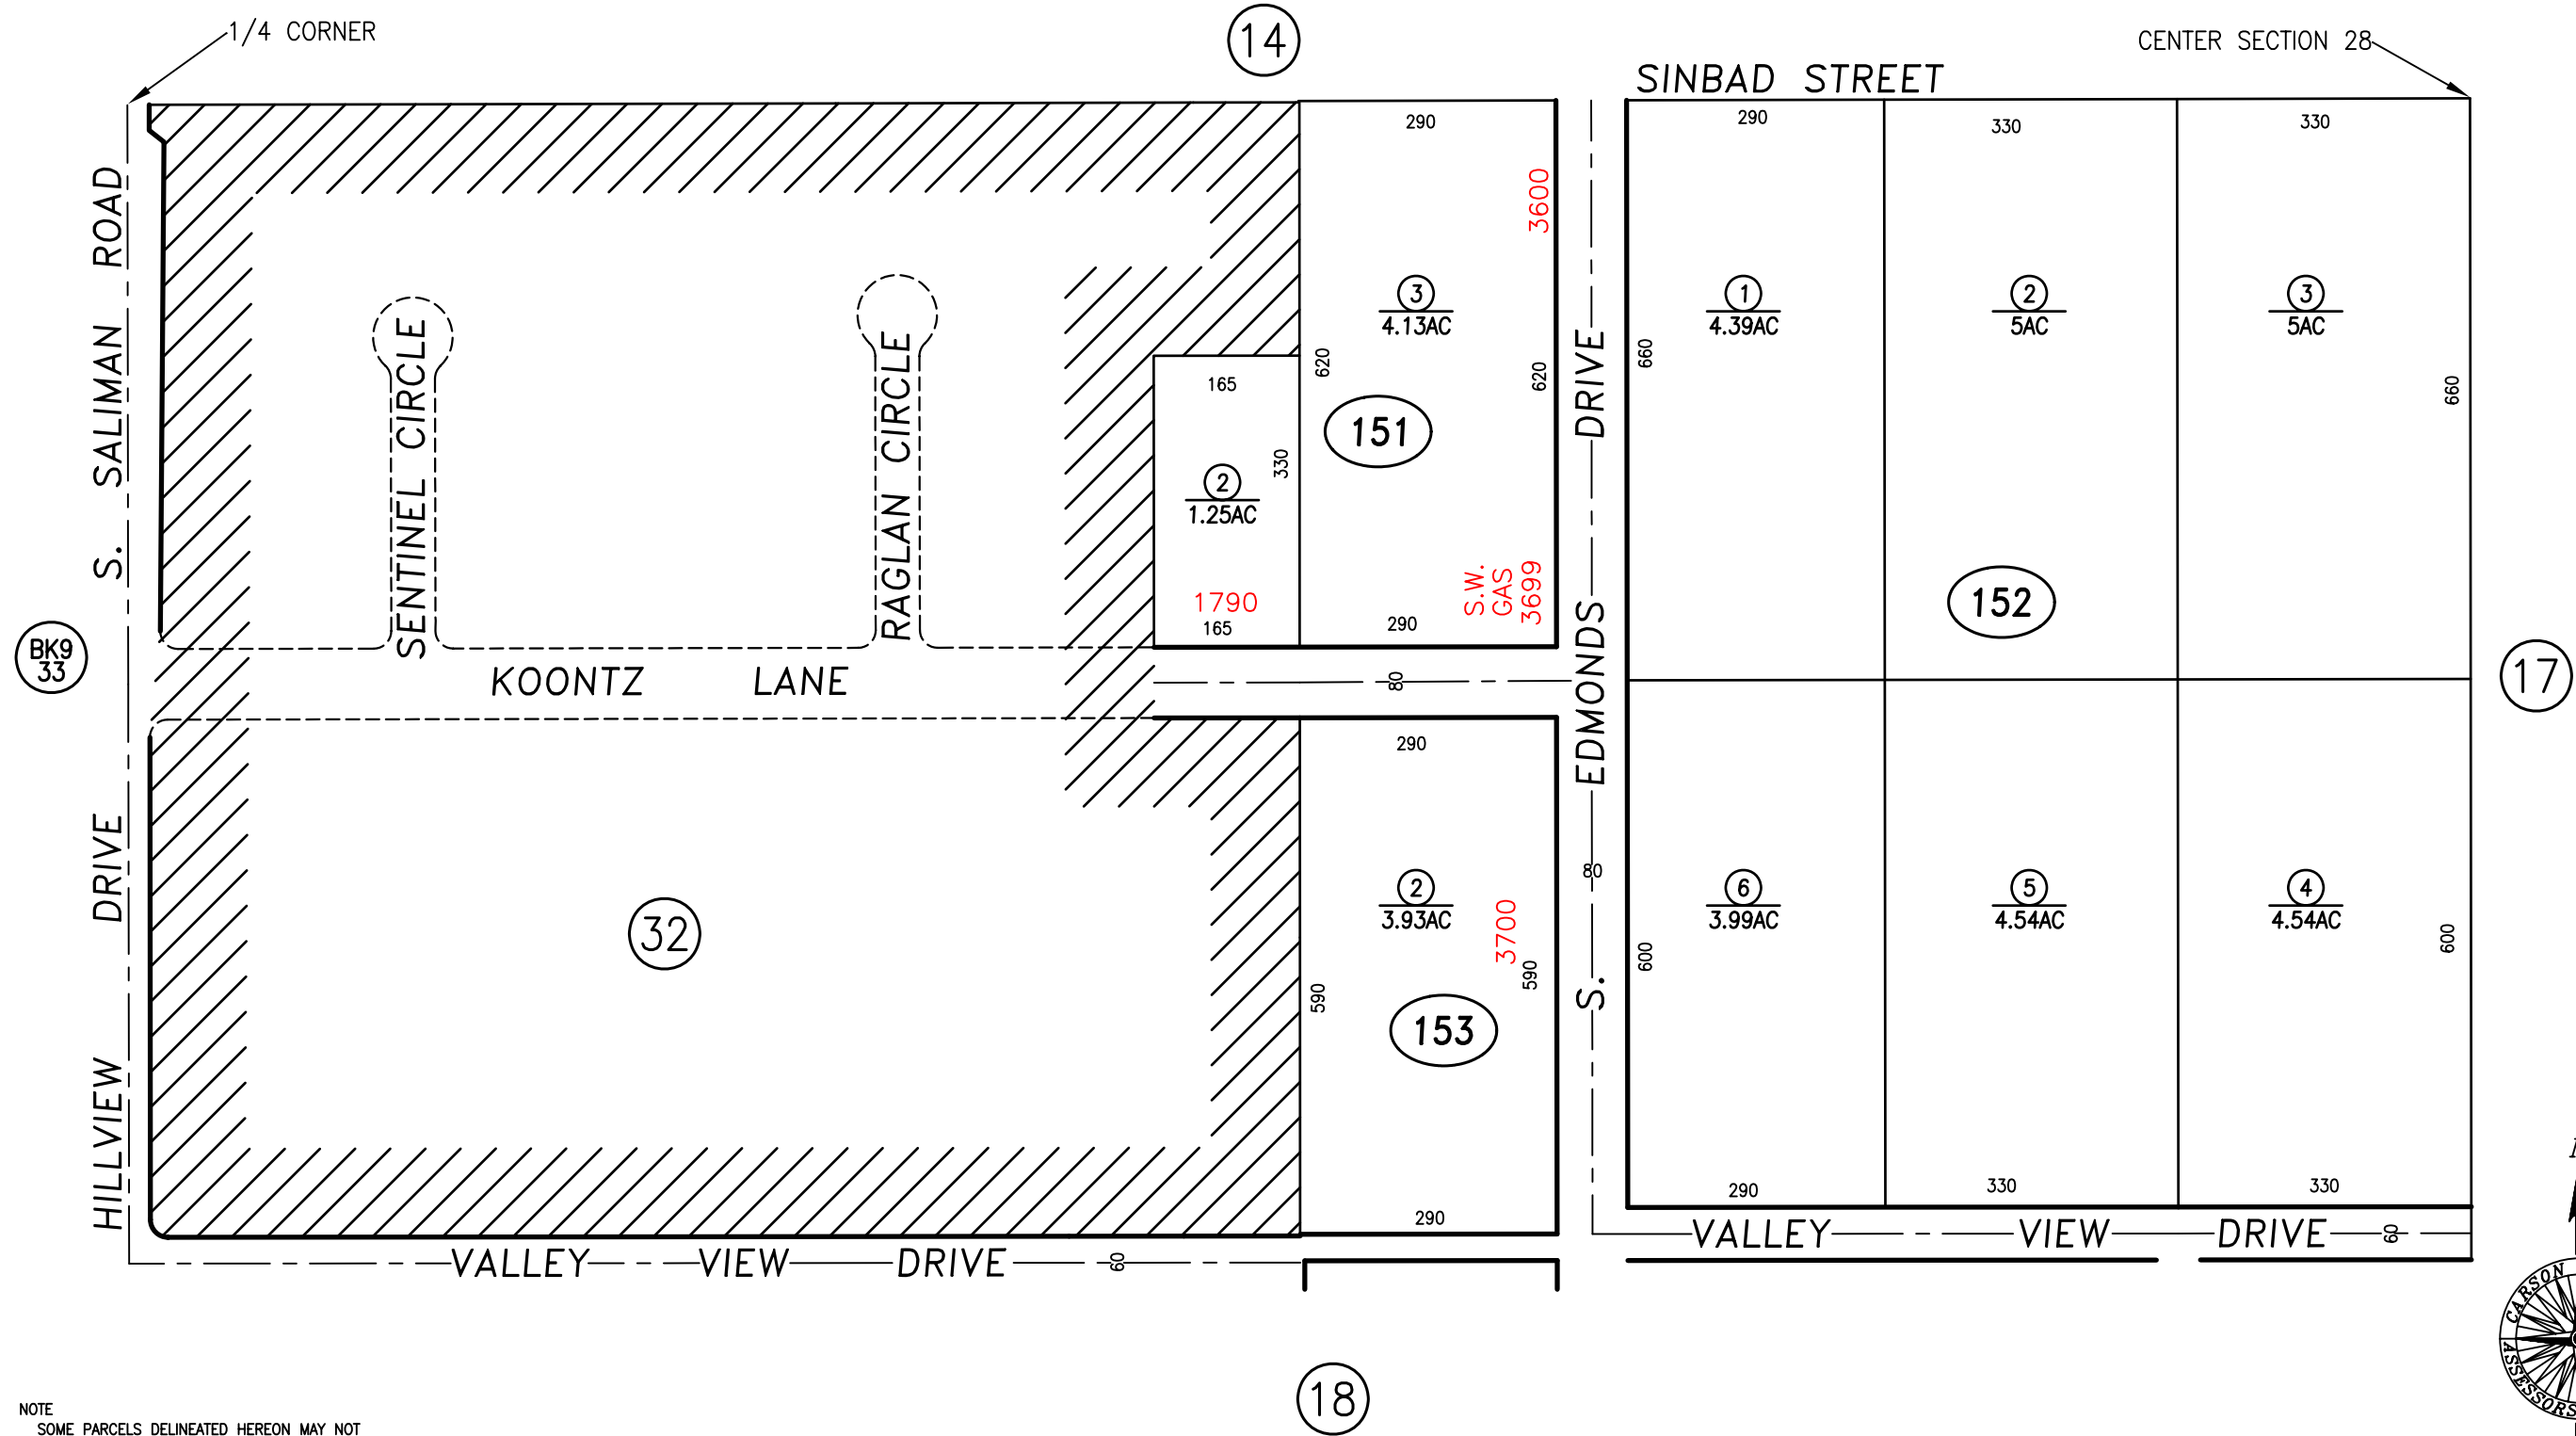 1/4 CORNER
14
CENTER SECTION 28
SINBAD STREET
290
290
330
330
S. SALIMAN ROAD
3600
3
4.13AC
1
4.39AC
2
5AC
3
5AC
SENTINEL CIRCLE
RAGLAN CIRCLE
620
620
660
660
165
151
330
2
1.25AC
1790
165
S.W.
GAS
3699
290
152
BK9
33
KOONTZ LANE
80
17
S. EDMONDS DRIVE
80
290
HILLVIEW DRIVE
32
2
3.93AC
3700
590
590
153
290
6
3.99AC
5
4.54AC
4
4.54AC
600
600
290
330
330
VALLEY VIEW DRIVE
60
VALLEY VIEW DRIVE
60
CARSON
ASSESSORS
18
NOTE
SOME PARCELS DELINEATED HEREON MAY NOT